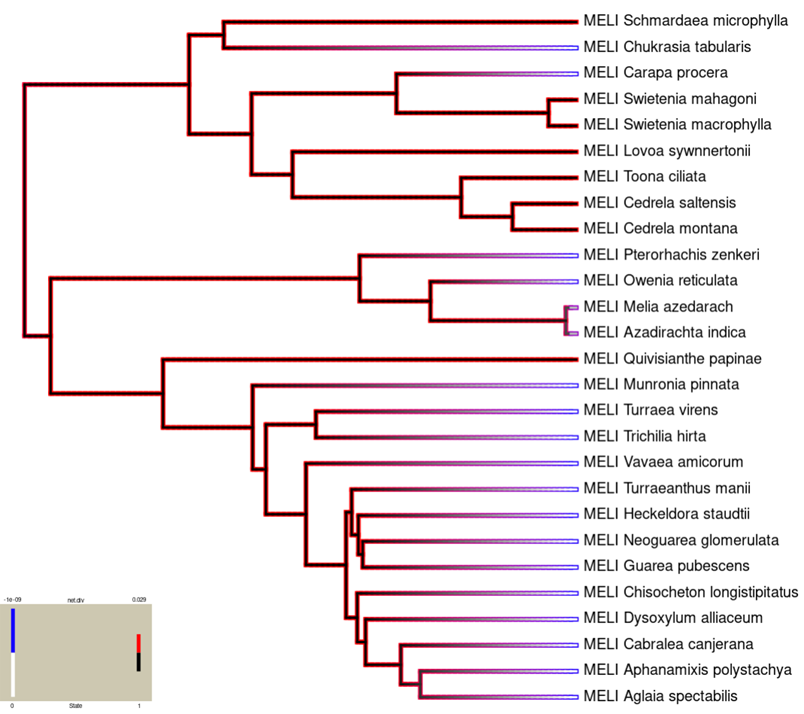 MELI Schmardaea microphylla
MELI Chukrasia tabularis
MELI Carapa procera
MELI Swietenia mahagoni
MELI Swietenia macrophylla
MELI Lovoa sywnnertonii
MELI Toona ciliata
MELI Cedrela saltensis
MELI Cedrela montana
MELI Pterorhachis zenkeri
MELI Owenia reticulata
MELI Melia azedarach
MELI Azadirachta indica
MELI Quivisianthe papinae
MELI Munronia pinnata
MELI Turraea virens
MELI Trichilia hirta
MELI Vavaea amicorum
MELI Turraeanthus manii
MELI Heckeldora staudtii
MELI Neoguarea glomerulata
MELI Guarea pubescens
MELI Chisocheton longistipitatus
MELI Dysoxylum alliaceum
MELI Cabralea canjerana
MELI Aphanamixis polystachya
MELI Aglaia spectabilis
-1e-09 net.div 0.029
0 State 1